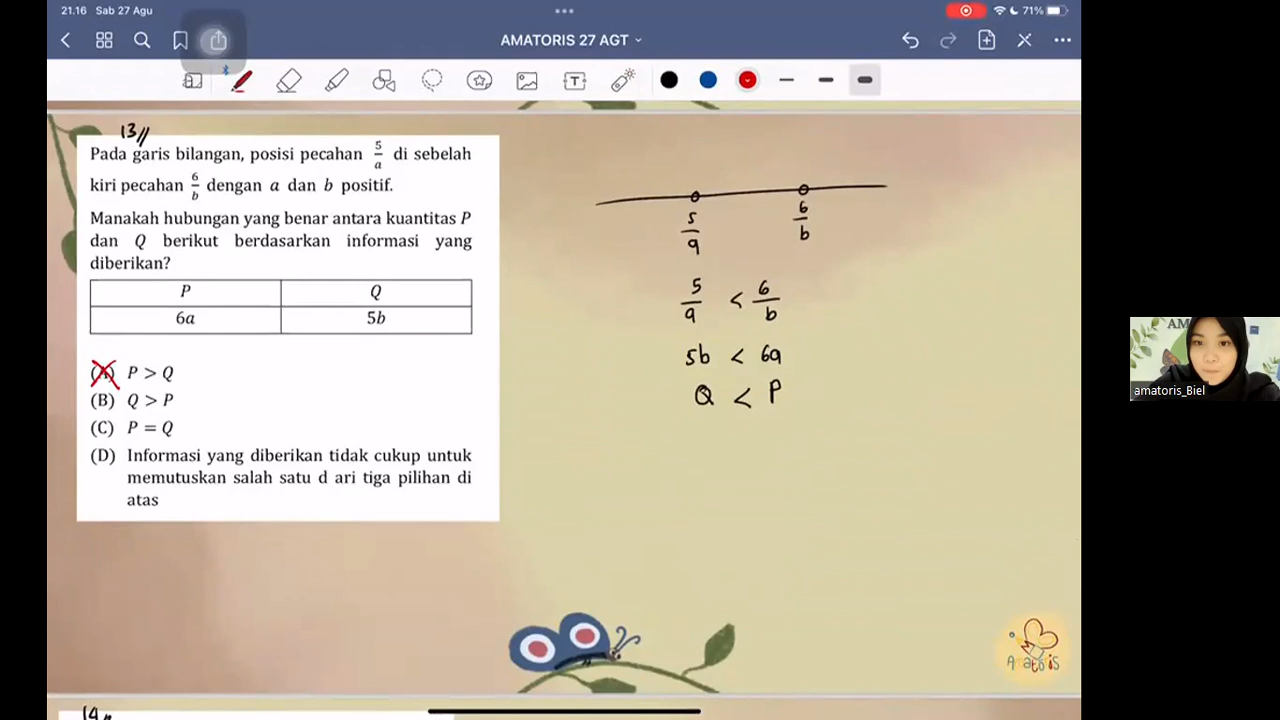 21.16 Sab 27 Agu
71%
AMATORIS 27 AGT
T
13//
Pada garis bilangan, posisi pecahan 5/a di sebelah
kiri pecahan 6/b dengan a dan b positif.
Manakah hubungan yang benar antara kuantitas P
dan Q berikut berdasarkan informasi yang
diberikan?
P Q
6a 5b
(A) P > Q
(B) Q > P
(C) P = Q
(D) Informasi yang diberikan tidak cukup untuk
memutuskan salah satu d ari tiga pilihan di
atas
5/a 6/b
5/a < 6/b
5b < 6a
Q < P
AM
amatoris_Biel
Amatoris
14//